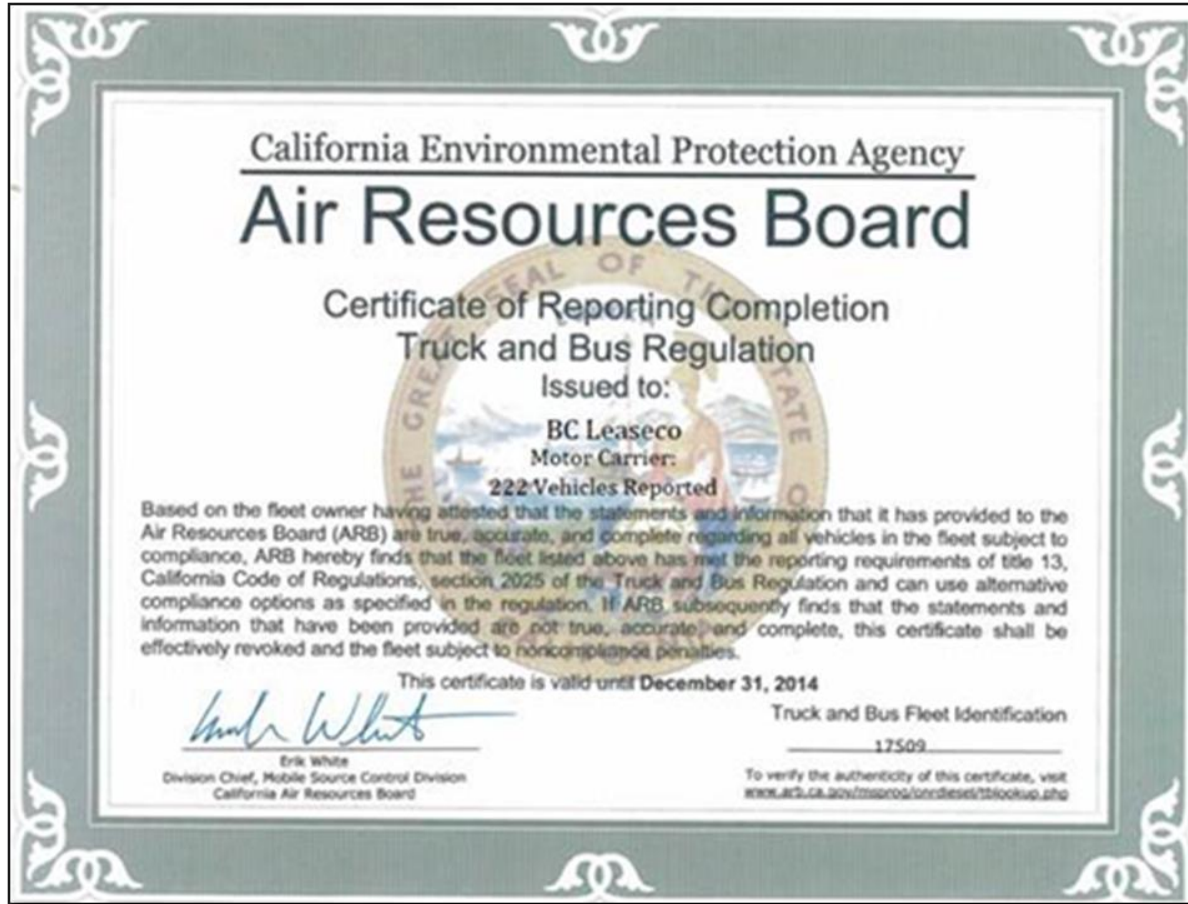 California Environmental Protection Agency
Air Resources Board
THE GREAT SEAL OF THE STATE O
Certificate of Reporting Completion
Truck and Bus Regulation
Issued to:
BC Leaseco
Motor Carrier:
222 Vehicles Reported
Based on the fleet owner having attested that the statements and information that it has provided to the
Air Resources Board (ARB) are true, accurate, and complete regarding all vehicles in the fleet subject to
compliance, ARB hereby finds that the fleet listed above has met the reporting requirements of title 13,
California Code of Regulations, section 2025 of the Truck and Bus Regulation and can use alternative
compliance options as specified in the regulation. If ARB subsequently finds that the statements and
information that have been provided are not true, accurate, and complete, this certificate shall be
effectively revoked and the fleet subject to noncompliance penalties.
This certificate is valid until December 31, 2014
Truck and Bus Fleet Identification
17509
Erik White
Division Chief, Mobile Source Control Division
California Air Resources Board
To verify the authenticity of this certificate, visit
www.arb.ca.gov/msprog/onrdiesel/tblookup.php